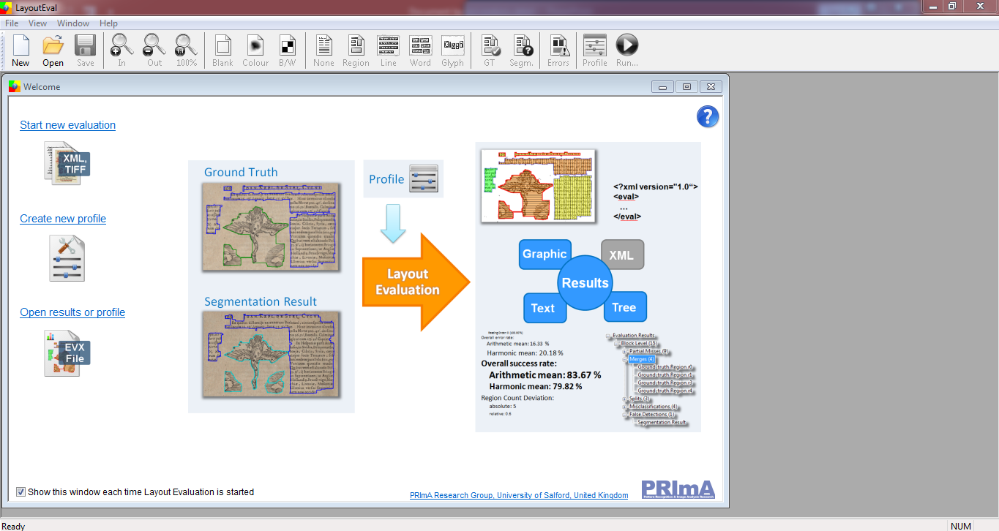 LayoutEval
File View Window Help
New Open Save In Out 100% Blank Colour B/W None Region Line Word Glyph GT Segm. Errors Profile Run...
Welcome
Start new evaluation
XML,
TIFF
Create new profile
Open results or profile
EVX
File
Ground Truth
Segmentation Result
Profile
Layout
Evaluation
<?xml version="1.0“>
<eval>
...
</eval>
Graphic
XML
Results
Text
Tree
Reading Order: 0 (100.00%)
Overall error rate:
Arithmetic mean: 16.33 %
Harmonic mean: 20.18 %
Overall success rate:
Arithmetic mean: 83.67 %
Harmonic mean: 79.82 %
Region Count Deviation:
absolute: 5
relative: 0.6
Evaluation Results
Block Level (15)
Partial Misses (9)
Merges (4)
Ground-truth Region r0
Ground-truth Region r1
Ground-truth Region r3
Ground-truth Region r4
Splits (3)
Misclassifications (4)
False Detections (1)
Segmentation Result
Show this window each time Layout Evaluation is started
PRImA Research Group, University of Salford, United Kingdom
PRImA
Pattern Recognition & Image Analysis Research
Ready
NUM